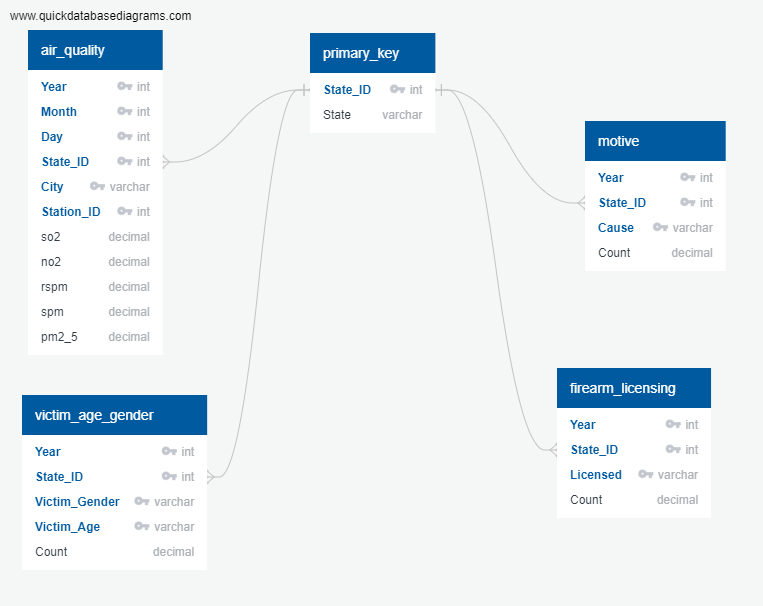 www.quickdatabasediagrams.com
air_quality
Year int
Month int
Day int
State_ID int
City varchar
Station_ID int
so2 decimal
no2 decimal
rspm decimal
spm decimal
pm2_5 decimal
primary_key
State_ID int
State varchar
motive
Year int
State_ID int
Cause varchar
Count decimal
victim_age_gender
Year int
State_ID int
Victim_Gender varchar
Victim_Age varchar
Count decimal
firearm_licensing
Year int
State_ID int
Licensed varchar
Count decimal